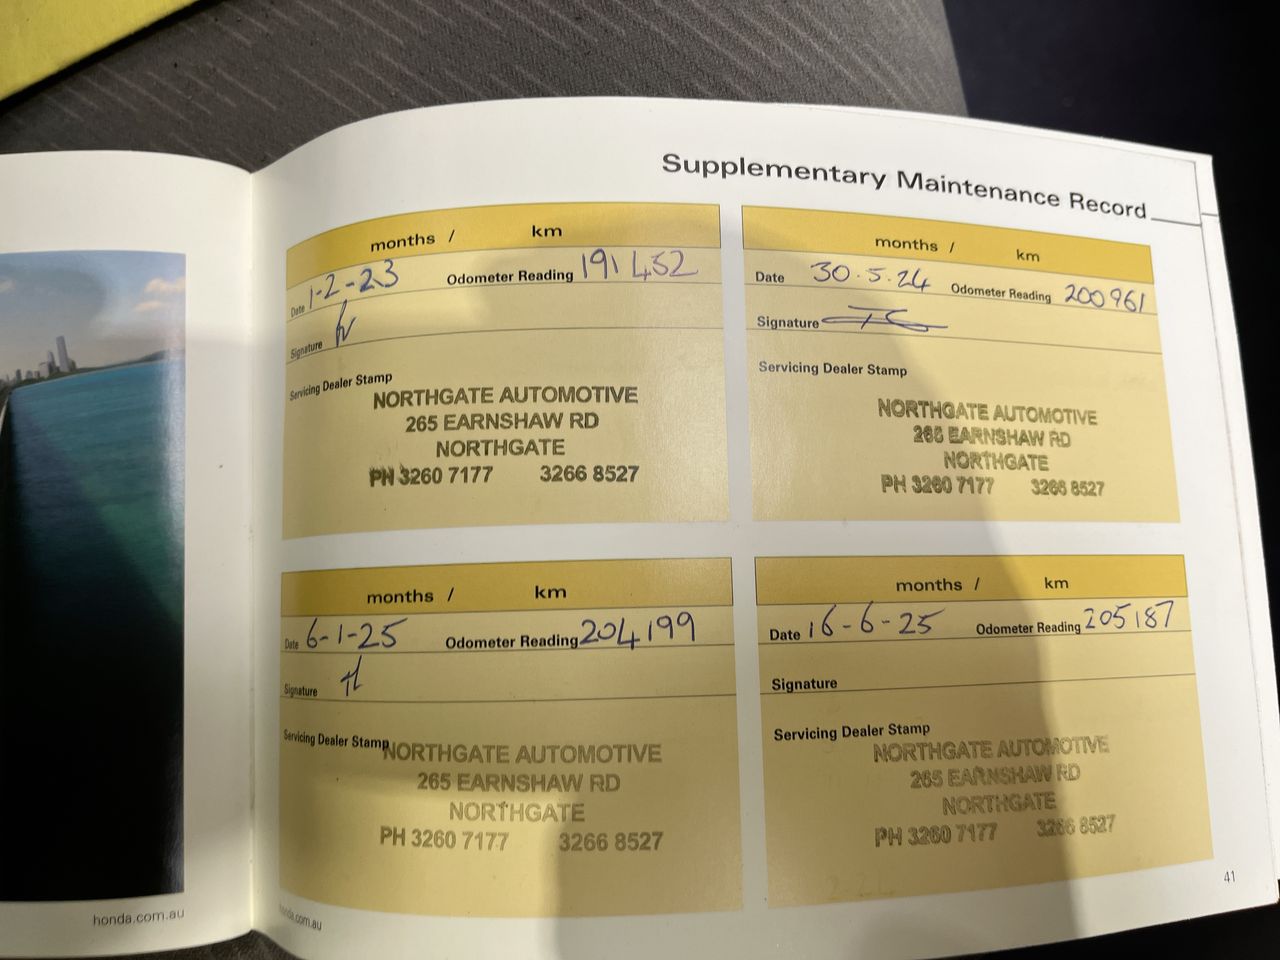 Supplementary Maintenance Record
months / km
Date 1-2-23 Odometer Reading 191 452
Signature
Servicing Dealer Stamp
NORTHGATE AUTOMOTIVE
265 EARNSHAW RD
NORTHGATE
PH 3260 7177 3266 8527
months / km
Date 30.5.24 Odometer Reading 200961
Signature
Servicing Dealer Stamp
NORTHGATE AUTOMOTIVE
265 EARNSHAW RD
NORTHGATE
PH 3260 7177 3266 8527
months / km
Date 6-1-25 Odometer Reading 204199
Signature
Servicing Dealer Stamp
NORTHGATE AUTOMOTIVE
265 EARNSHAW RD
NORTHGATE
PH 3260 7177 3266 8527
months / km
Date 16-6-25 Odometer Reading 205187
Signature
Servicing Dealer Stamp
NORTHGATE AUTOMOTIVE
265 EARNSHAW RD
NORTHGATE
PH 3260 7177 3266 8527
41
honda.com.au
honda.com.au